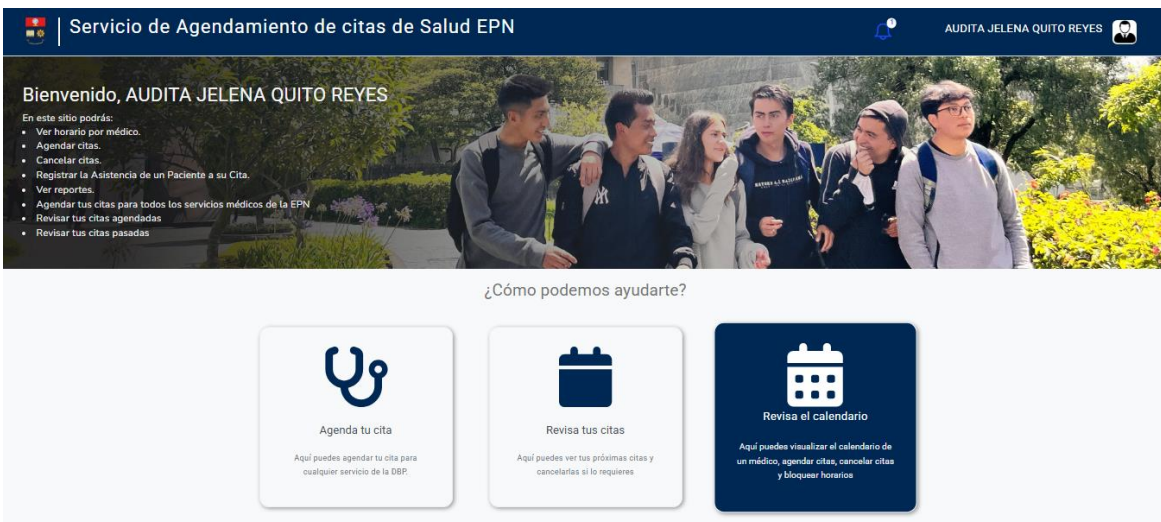 Servicio de Agendamiento de citas de Salud EPN
AUDITA JELENA QUITO REYES
Bienvenido, AUDITA JELENA QUITO REYES
En este sitio podrás:
• Ver horario por médico.
• Agendar citas.
• Cancelar citas.
• Registrar la Asistencia de un Paciente a su Cita.
• Ver reportes.
• Agendar tus citas para todos los servicios médicos de la EPN
• Revisar tus citas agendadas
• Revisar tus citas pasadas
¿Cómo podemos ayudarte?
Agenda tu cita
Aquí puedes agendar tu cita para
cualquier servicio de la DBP.
Revisa tus citas
Aquí puedes ver tus próximas citas y
cancelarlas si lo requieres
Revisa el calendario
Aquí puedes visualizar el calendario de
un médico, agendar citas, cancelar citas
y bloquear horarios